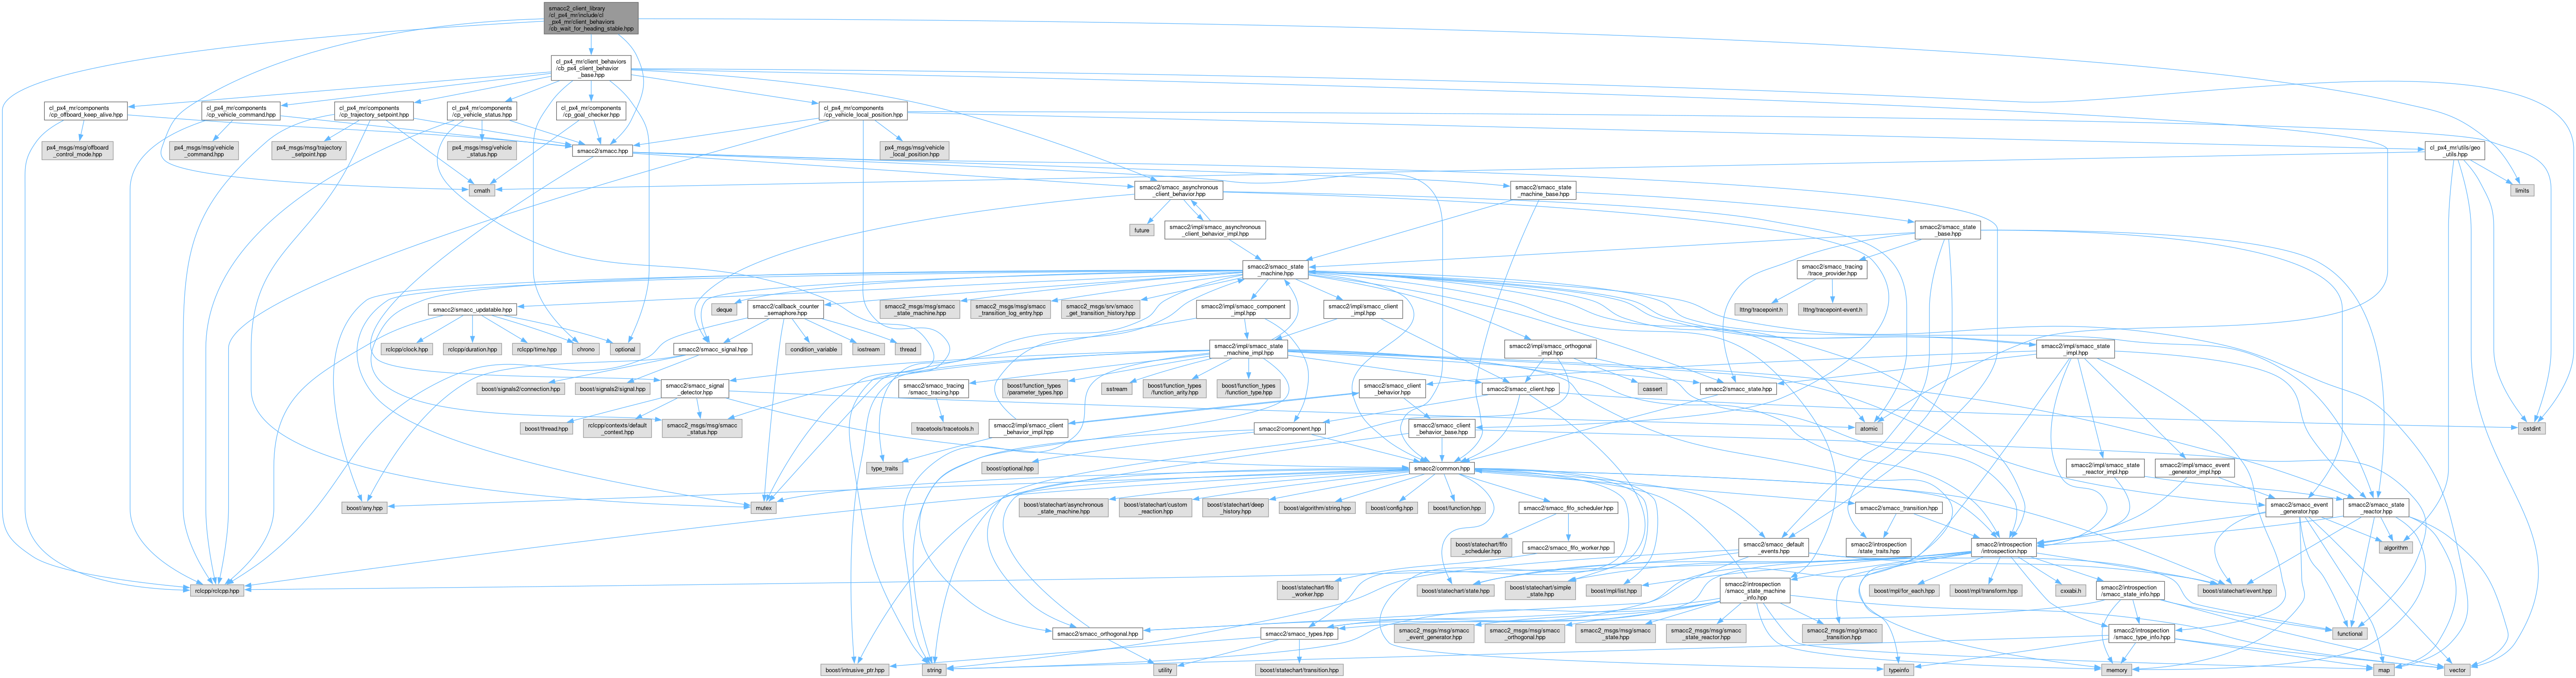 smacc2_client_library
/cl_px4_mr/include/cl
_px4_mr/client_behaviors
/cb_wait_for_heading_stable.hpp
cl_px4_mr/client_behaviors
/cb_px4_client_behavior
_base.hpp
cl_px4_mr/components
/cp_offboard_keep_alive.hpp
cl_px4_mr/components
/cp_vehicle_command.hpp
cl_px4_mr/components
/cp_trajectory_setpoint.hpp
cl_px4_mr/components
/cp_vehicle_status.hpp
cl_px4_mr/components
/cp_goal_checker.hpp
cl_px4_mr/components
/cp_vehicle_local_position.hpp
px4_msgs/msg/offboard
_control_mode.hpp
px4_msgs/msg/vehicle
_command.hpp
px4_msgs/msg/trajectory
_setpoint.hpp
px4_msgs/msg/vehicle
_status.hpp
smacc2/smacc.hpp
px4_msgs/msg/vehicle
_local_position.hpp
cl_px4_mr/utils/geo
_utils.hpp
cmath
smacc2/smacc_asynchronous
_client_behavior.hpp
smacc2/smacc_state
_machine_base.hpp
limits
future
smacc2/impl/smacc_asynchronous
_client_behavior_impl.hpp
smacc2/smacc_state
_base.hpp
smacc2/smacc_state
_machine.hpp
smacc2/smacc_tracing
/trace_provider.hpp
smacc2/smacc_updatable.hpp
deque
smacc2/callback_counter
_semaphore.hpp
smacc2_msgs/msg/smacc
_state_machine.hpp
smacc2_msgs/msg/smacc
_transition_log_entry.hpp
smacc2_msgs/srv/smacc
_get_transition_history.hpp
smacc2/impl/smacc_component
_impl.hpp
smacc2/impl/smacc_client
_impl.hpp
lttng/tracepoint.h
lttng/tracepoint-event.h
rclcpp/clock.hpp
rclcpp/duration.hpp
rclcpp/time.hpp
chrono
optional
smacc2/smacc_signal.hpp
condition_variable
iostream
thread
smacc2/impl/smacc_state
_machine_impl.hpp
smacc2/impl/smacc_orthogonal
_impl.hpp
smacc2/impl/smacc_state
_impl.hpp
boost/signals2/connection.hpp
boost/signals2/signal.hpp
smacc2/smacc_signal
_detector.hpp
smacc2/smacc_tracing
/smacc_tracing.hpp
boost/function_types
/parameter_types.hpp
sstream
boost/function_types
/function_arity.hpp
boost/function_types
/function_type.hpp
smacc2/smacc_client
_behavior.hpp
smacc2/smacc_client.hpp
cassert
smacc2/smacc_state.hpp
boost/thread.hpp
rclcpp/contexts/default
_context.hpp
smacc2_msgs/msg/smacc
_status.hpp
tracetools/tracetools.h
smacc2/impl/smacc_client
_behavior_impl.hpp
smacc2/component.hpp
smacc2/smacc_client
_behavior_base.hpp
atomic
cstdint
type_traits
boost/optional.hpp
smacc2/common.hpp
smacc2/impl/smacc_state
_reactor_impl.hpp
smacc2/impl/smacc_event
_generator_impl.hpp
boost/any.hpp
mutex
boost/statechart/asynchronous
_state_machine.hpp
boost/statechart/custom
_reaction.hpp
boost/statechart/deep
_history.hpp
boost/algorithm/string.hpp
boost/config.hpp
boost/function.hpp
smacc2/smacc_fifo_scheduler.hpp
smacc2/smacc_transition.hpp
smacc2/smacc_event
_generator.hpp
smacc2/smacc_state
_reactor.hpp
boost/statechart/fifo
_scheduler.hpp
smacc2/smacc_fifo_worker.hpp
smacc2/smacc_default
_events.hpp
smacc2/introspection
/state_traits.hpp
smacc2/introspection
/introspection.hpp
algorithm
rclcpp/rclcpp.hpp
boost/statechart/fifo
_worker.hpp
boost/statechart/state.hpp
boost/statechart/simple
_state.hpp
boost/mpl/list.hpp
smacc2/introspection
/smacc_state_machine
_info.hpp
boost/mpl/for_each.hpp
boost/mpl/transform.hpp
cxxabi.h
smacc2/introspection
/smacc_state_info.hpp
boost/statechart/event.hpp
smacc2/smacc_orthogonal.hpp
smacc2/smacc_types.hpp
smacc2_msgs/msg/smacc
_event_generator.hpp
smacc2_msgs/msg/smacc
_orthogonal.hpp
smacc2_msgs/msg/smacc
_state.hpp
smacc2_msgs/msg/smacc
_state_reactor.hpp
smacc2_msgs/msg/smacc
_transition.hpp
smacc2/introspection
/smacc_type_info.hpp
functional
boost/intrusive_ptr.hpp
string
utility
boost/statechart/transition.hpp
typeinfo
memory
map
vector